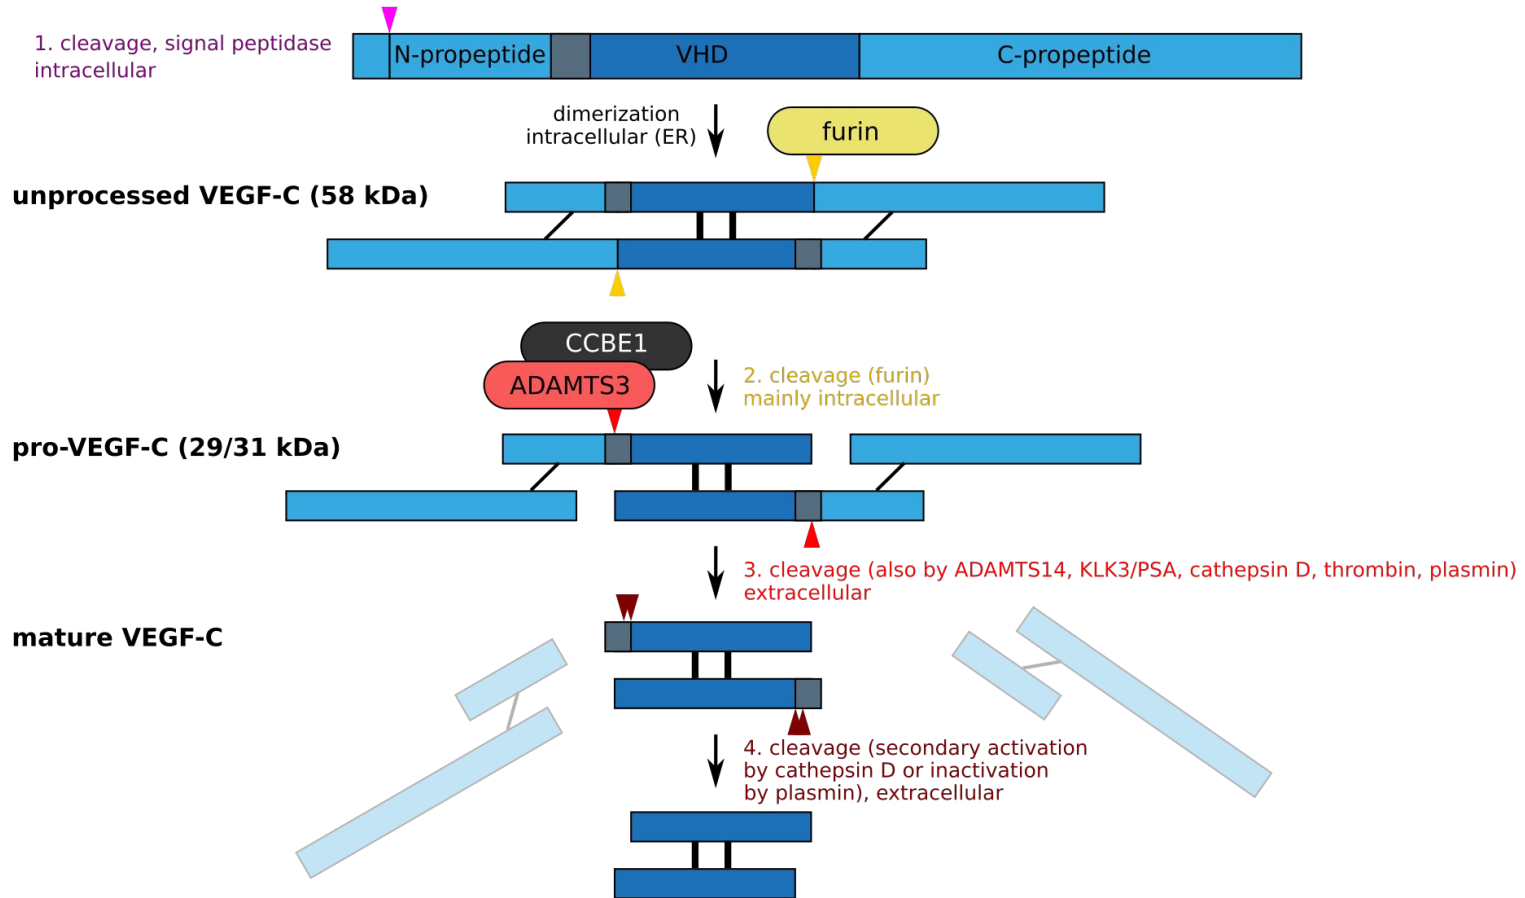 1. cleavage, signal peptidase
intracellular
N-propeptide
VHD
C-propeptide
dimerization
intracellular (ER)
furin
unprocessed VEGF-C (58 kDa)
CCBE1
ADAMTS3
2. cleavage (furin)
mainly intracellular
pro-VEGF-C (29/31 kDa)
3. cleavage (also by ADAMTS14, KLK3/PSA, cathepsin D, thrombin, plasmin)
extracellular
mature VEGF-C
4. cleavage (secondary activation
by cathepsin D or inactivation
by plasmin), extracellular